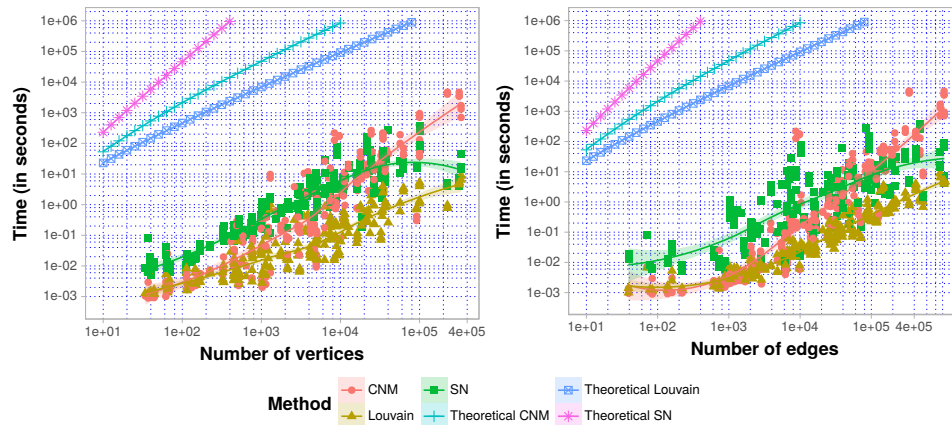 1e+06
1e+05
1e+04
1e+03
1e+02
1e+01
1e+00
1e-01
1e-02
1e-03
Time (in seconds)
1e+01 1e+02 1e+03 1e+04 1e+05 4e+05
Number of vertices
1e+06
1e+05
1e+04
1e+03
1e+02
1e+01
1e+00
1e-01
1e-02
1e-03
Time (in seconds)
1e+01 1e+02 1e+03 1e+04 1e+05 4e+05
Number of edges
Method
CNM SN Theoretical Louvain
Louvain Theoretical CNM Theoretical SN